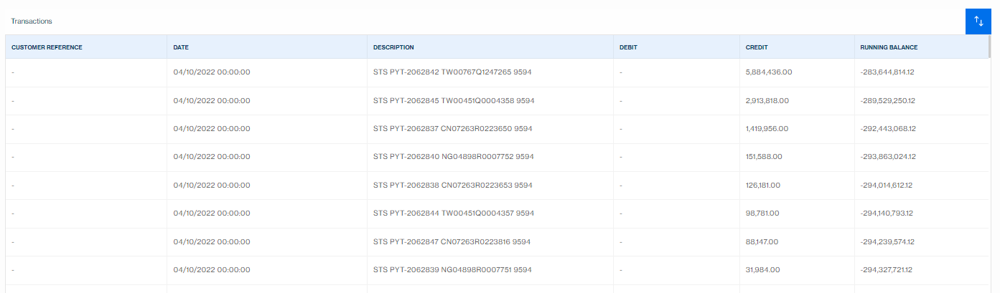 Transactions
CUSTOMER REFERENCE DATE DESCRIPTION DEBIT CREDIT RUNNING BALANCE
- 04/10/2022 00:00:00 STS PYT-2062842 TW00767Q1247265 9594 - 5,884,436.00 -283,644,814.12
- 04/10/2022 00:00:00 STS PYT-2062845 TW00451Q0004358 9594 - 2,913,818.00 -289,529,250.12
- 04/10/2022 00:00:00 STS PYT-2062837 CN07263R0223650 9594 - 1,419,956.00 -292,443,068.12
- 04/10/2022 00:00:00 STS PYT-2062840 NG04898R0007752 9594 - 151,588.00 -293,863,024.12
- 04/10/2022 00:00:00 STS PYT-2062838 CN07263R0223653 9594 - 126,181.00 -294,014,612.12
- 04/10/2022 00:00:00 STS PYT-2062844 TW00451Q0004357 9594 - 98,781.00 -294,140,793.12
- 04/10/2022 00:00:00 STS PYT-2062847 CN07263R0223816 9594 - 88,147.00 -294,239,574.12
- 04/10/2022 00:00:00 STS PYT-2062839 NG04898R0007751 9594 - 31,984.00 -294,327,721.12